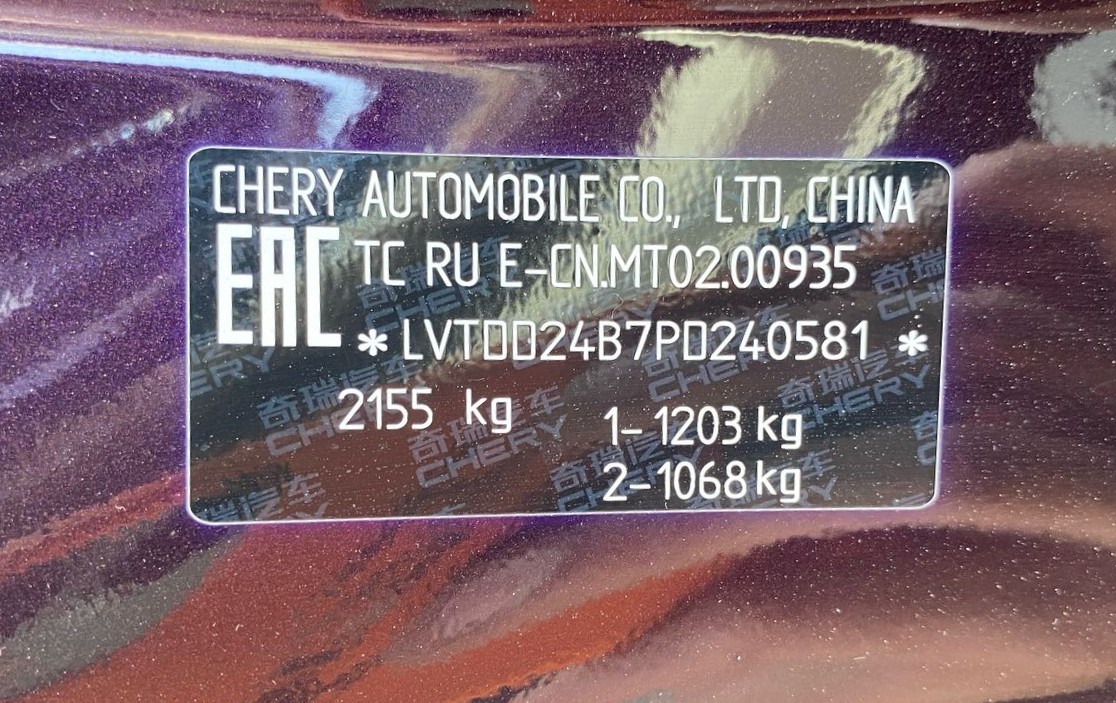 CHERY AUTOMOBILE CO., LTD, CHINA
EAC TC RU E-CN.MT02.00935
*LVTDD24B7PD240581*
2155 kg
1-1203 kg
2-1068 kg
奇瑞汽车
CHERY